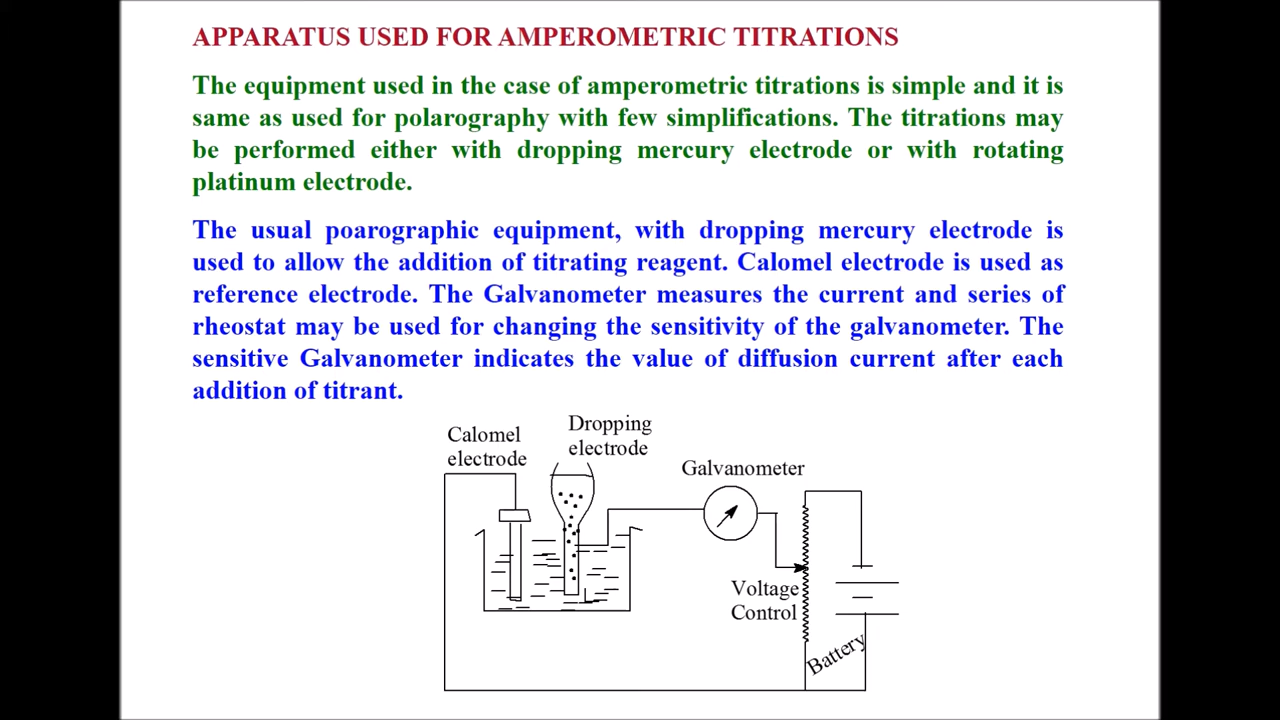 APPARATUS USED FOR AMPEROMETRIC TITRATIONS
The equipment used in the case of amperometric titrations is simple and it is
same as used for polarography with few simplifications. The titrations may
be performed either with dropping mercury electrode or with rotating
platinum electrode.
The usual poarographic equipment, with dropping mercury electrode is
used to allow the addition of titrating reagent. Calomel electrode is used as
reference electrode. The Galvanometer measures the current and series of
rheostat may be used for changing the sensitivity of the galvanometer. The
sensitive Galvanometer indicates the value of diffusion current after each
addition of titrant.
Calomel
electrode
Dropping
electrode
Galvanometer
Voltage
Control
Battery